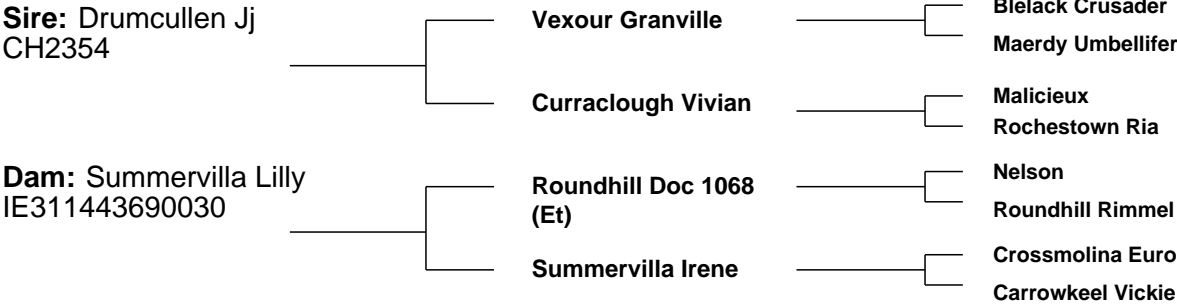 Sire: Drumcullen Jj
CH2354
Vexour Granville
Blelack Crusader
Maerdy Umbellifer
Curraclough Vivian
Malicieux
Rochestown Ria
Dam: Summervilla Lilly
IE311443690030
Roundhill Doc 1068
(Et)
Nelson
Roundhill Rimmel
Summervilla Irene
Crossmolina Euro
Carrowkeel Vickie